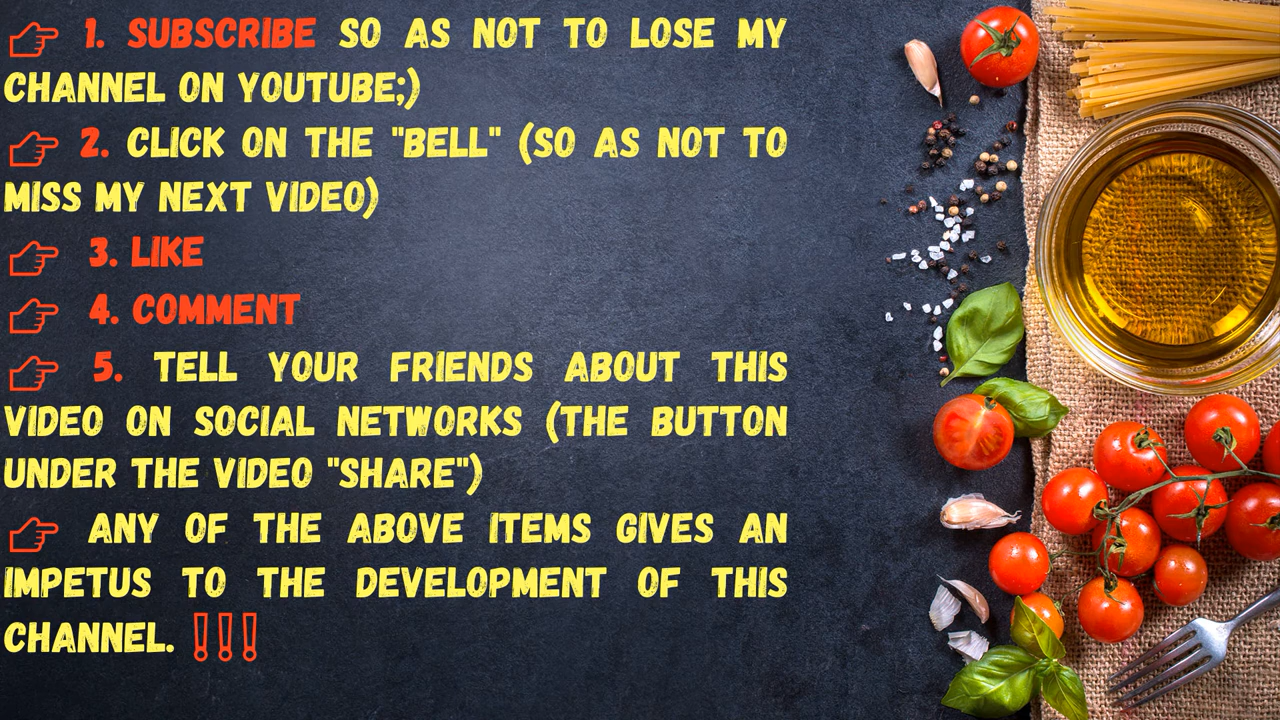 👉 1. SUBSCRIBE SO AS NOT TO LOSE MY
CHANNEL ON YOUTUBE;)
👉 2. CLICK ON THE "BELL" (SO AS NOT TO
MISS MY NEXT VIDEO)
👉 3. LIKE
👉 4. COMMENT
👉 5. TELL YOUR FRIENDS ABOUT THIS
VIDEO ON SOCIAL NETWORKS (THE BUTTON
UNDER THE VIDEO "SHARE")
👉 ANY OF THE ABOVE ITEMS GIVES AN
IMPETUS TO THE DEVELOPMENT OF THIS
CHANNEL. ❗❗❗